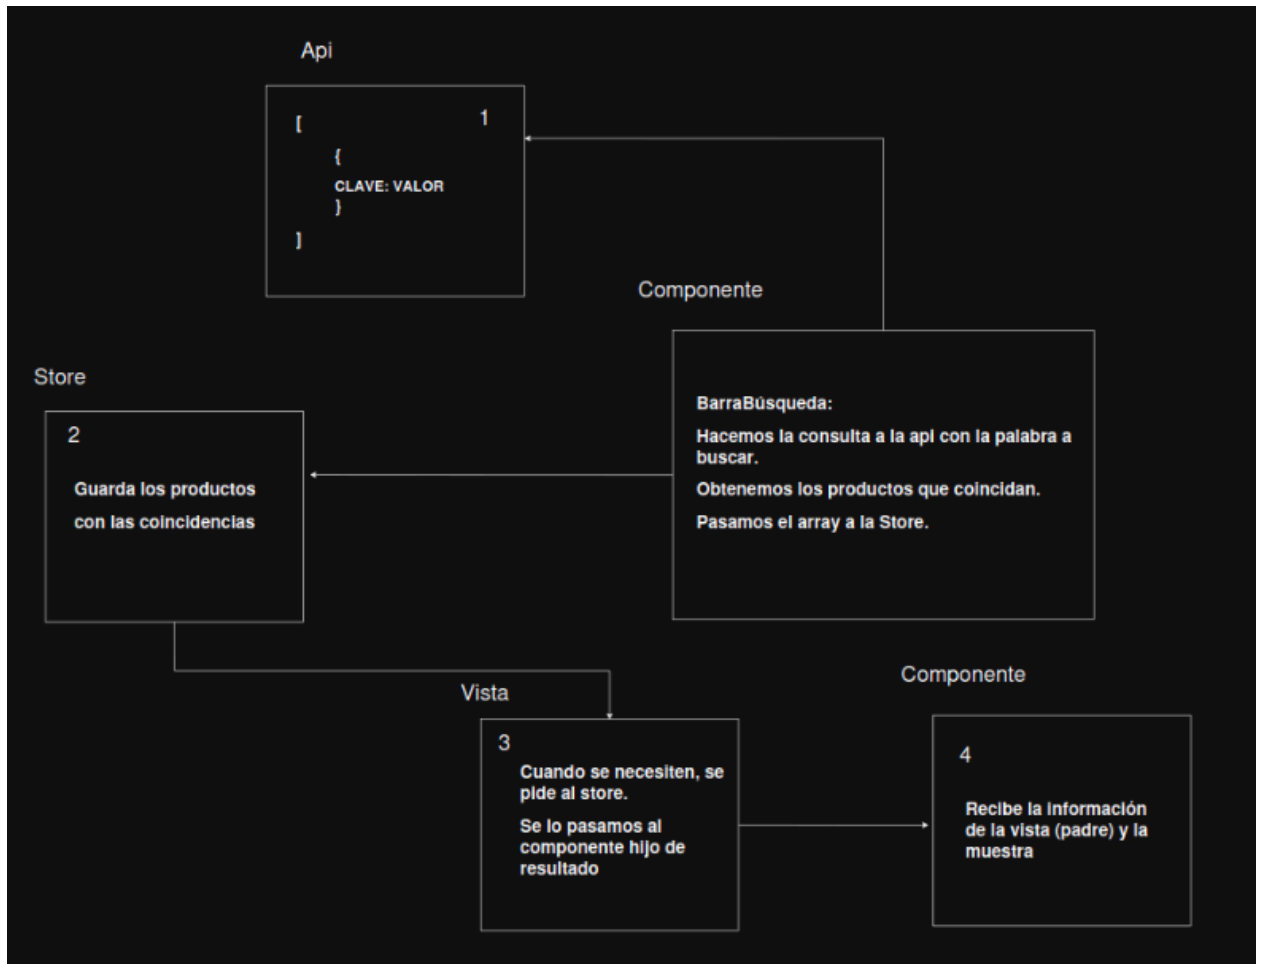 Api
1
[
{
CLAVE: VALOR
}
]
Componente
BarraBúsqueda:
Hacemos la consulta a la api con la palabra a
buscar.
Obtenemos los productos que coincidan.
Pasamos el array a la Store.
Store
2
Guarda los productos
con las coincidencias
Vista
3
Cuando se necesiten, se
pide al store.
Se lo pasamos al
componente hijo de
resultado
Componente
4
Recibe la información
de la vista (padre) y la
muestra